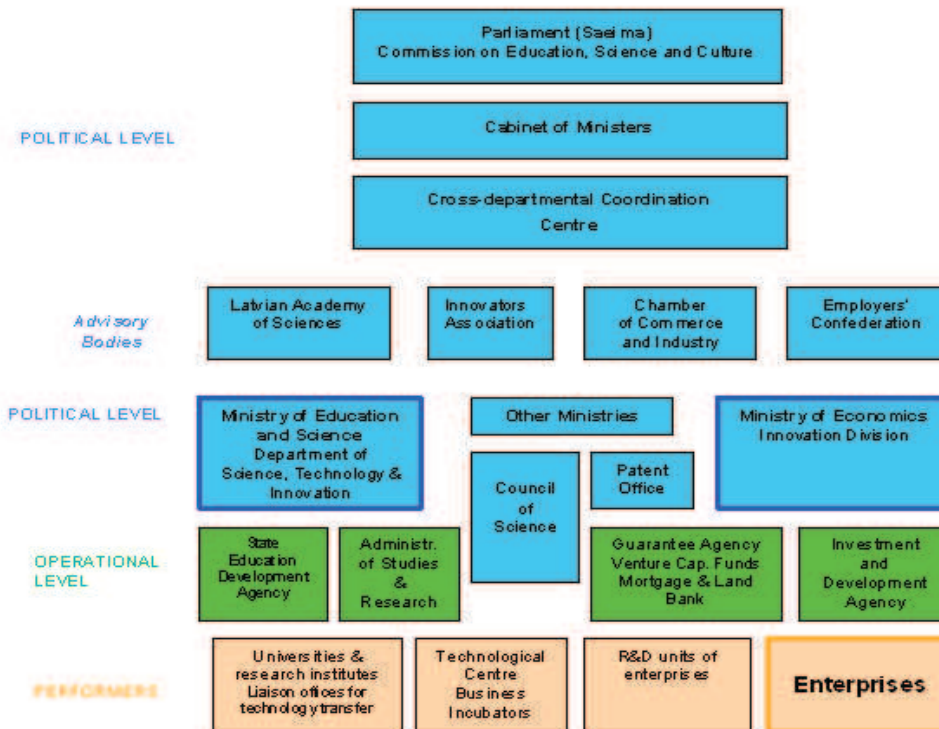 Parliament (Saeima)
Commission on Education, Science and Culture
POLITICAL LEVEL
Cabinet of Ministers
Cross-departmental Coordination
Centre
Advisory
Bodies
Latvian Academy
of Sciences
Innovators
Association
Chamber
of Commerce
and Industry
Employers'
Confederation
POLITICAL LEVEL
Ministry of Education
and Science
Department of
Science, Technology &
Innovation
Other Ministries
Ministry of Economics
Innovation Division
Council
of
Science
Patent
Office
OPERATIONAL
LEVEL
State
Education
Development
Agency
Administr.
of Studies
&
Research
Guarantee Agency
Venture Cap. Funds
Mortgage & Land
Bank
Investment
and
Development
Agency
PERFORMERS
Universities &
research institutes
Liaison offices for
technology transfer
Technological
Centre
Business
Incubators
R&D units of
enterprises
Enterprises